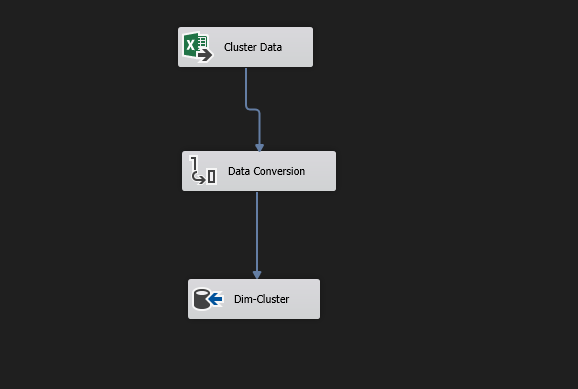 Cluster Data
Data Conversion
Dim-Cluster